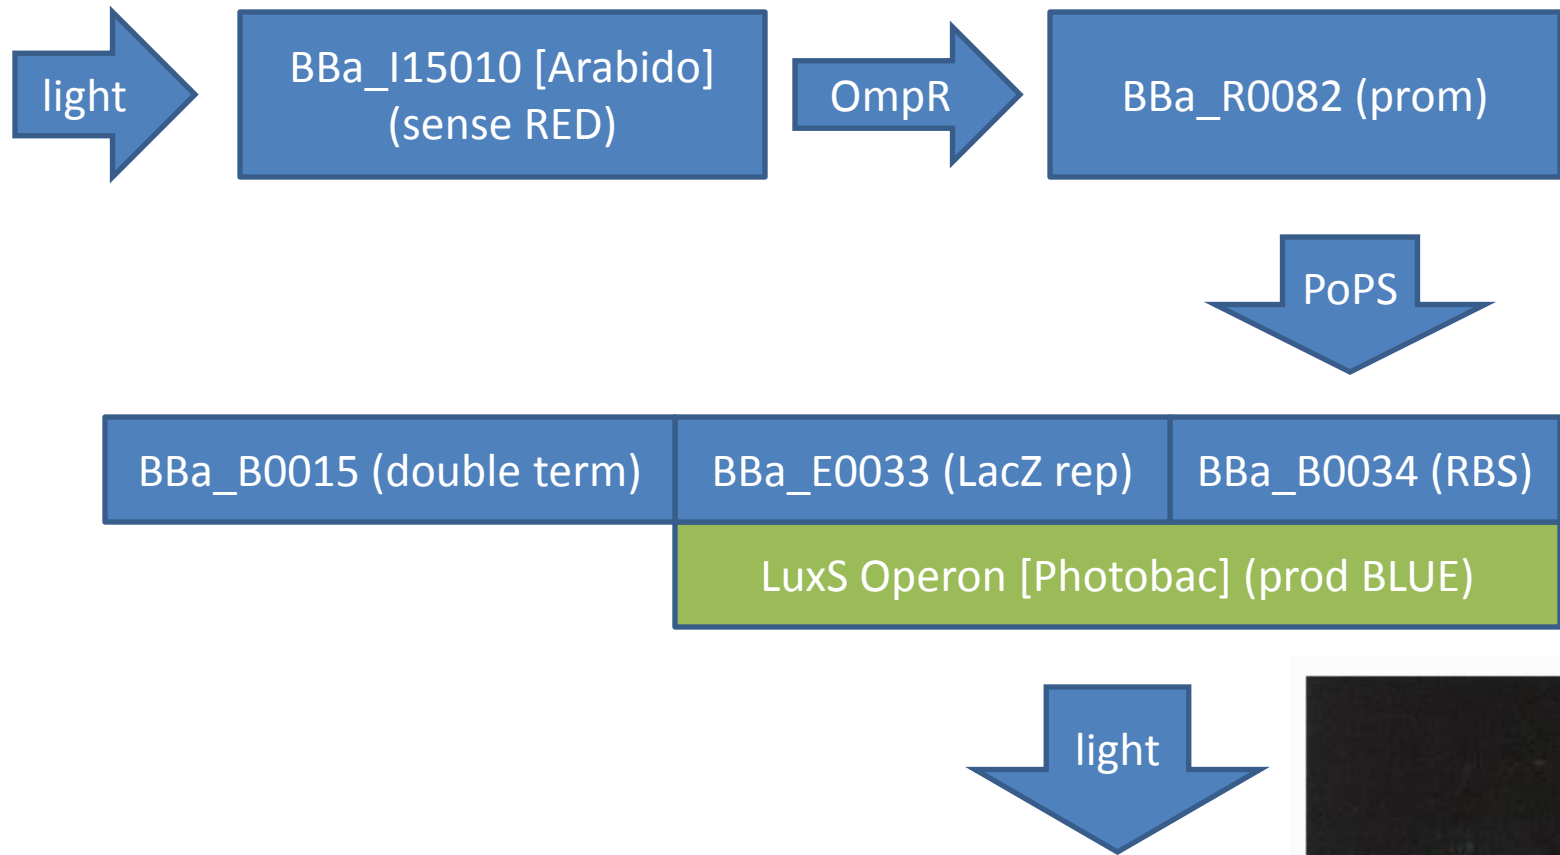 light
BBa_I15010 [Arabido]
(sense RED)
OmpR
BBa_R0082 (prom)
PoPS
BBa_B0015 (double term)
BBa_E0033 (LacZ rep)
BBa_B0034 (RBS)
LuxS Operon [Photobac] (prod BLUE)
light